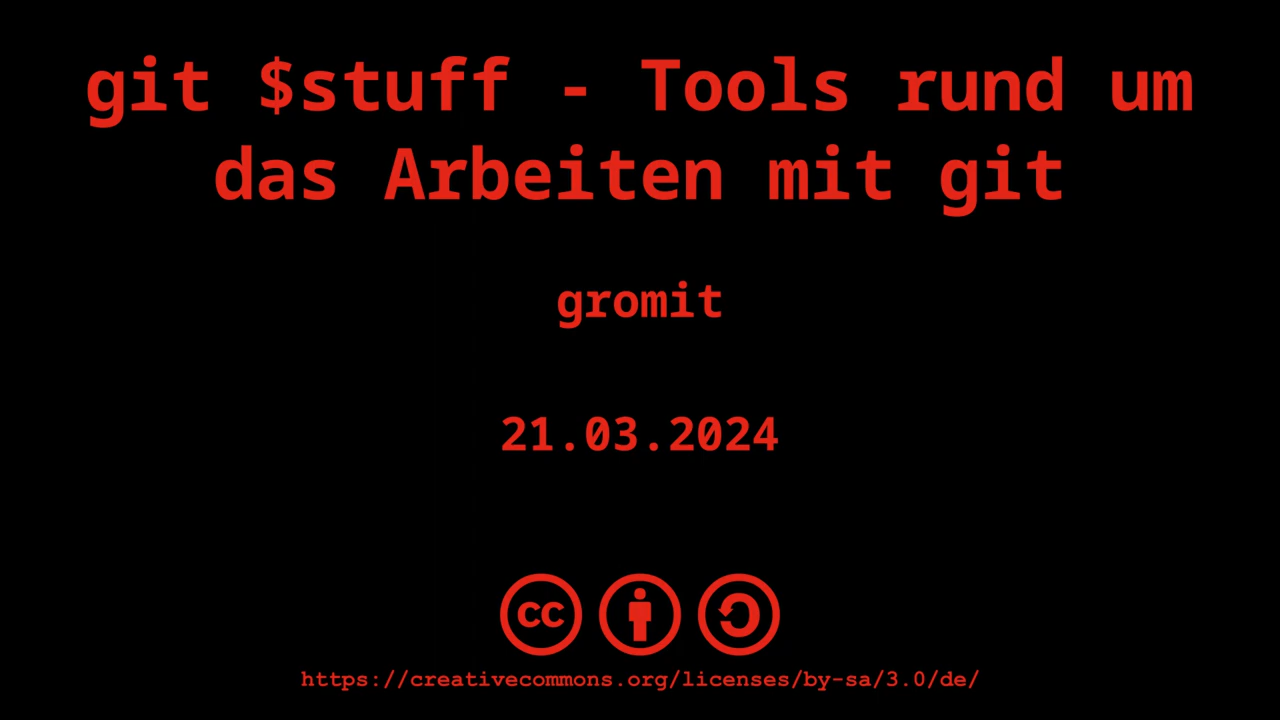 git $stuff - Tools rund um
das Arbeiten mit git
gromit
21.03.2024
cc
https://creativecommons.org/licenses/by-sa/3.0/de/